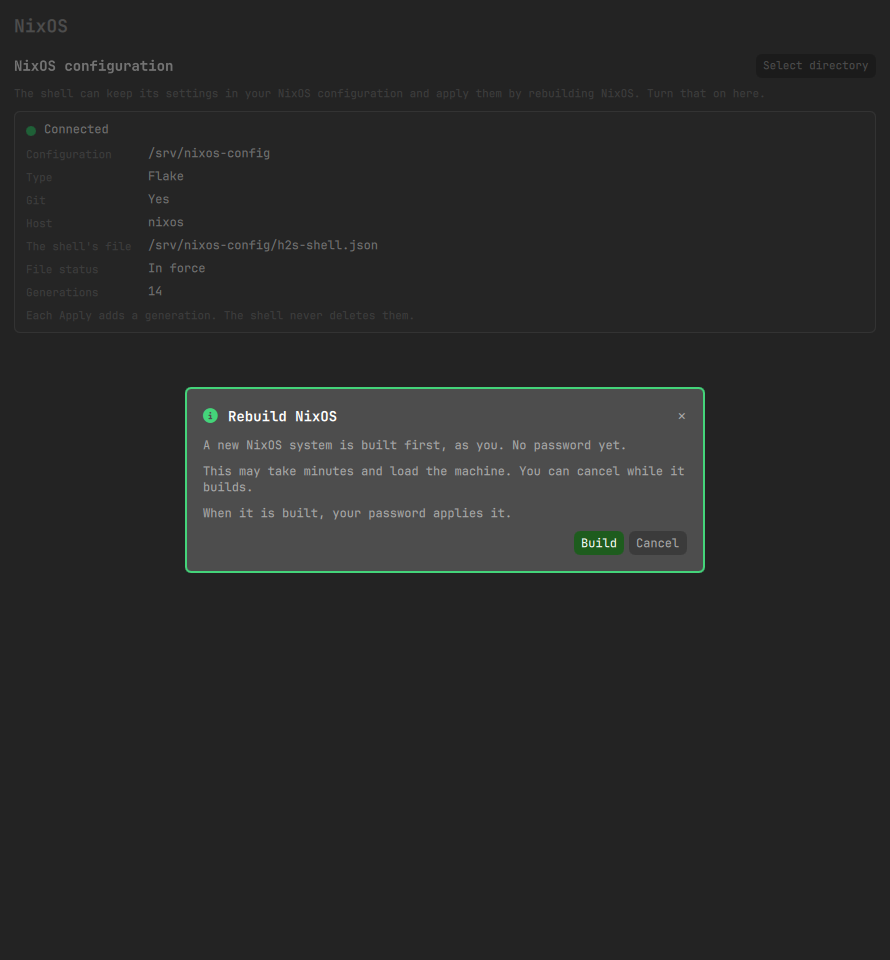 NixOS
NixOS configuration
Select directory
The shell can keep its settings in your NixOS configuration and apply them by rebuilding NixOS. Turn that on here.
Connected
Configuration /srv/nixos-config
Type Flake
Git Yes
Host nixos
The shell's file /srv/nixos-config/h2s-shell.json
File status In force
Generations 14
Each Apply adds a generation. The shell never deletes them.
i Rebuild NixOS ×
A new NixOS system is built first, as you. No password yet.
This may take minutes and load the machine. You can cancel while it
builds.
When it is built, your password applies it.
Build Cancel